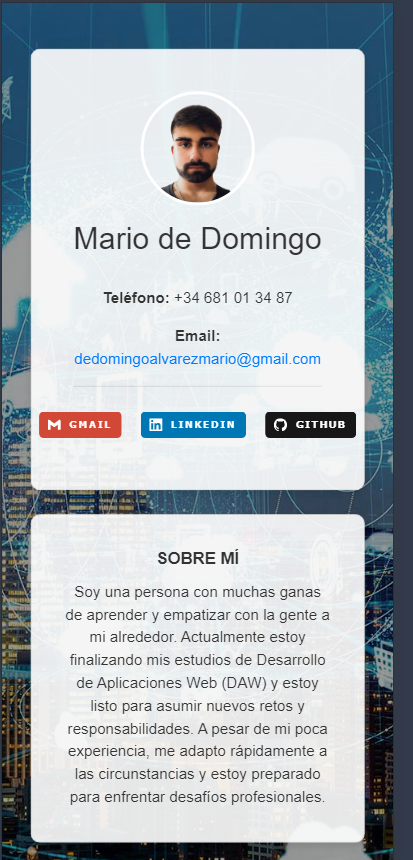 Mario de Domingo
Teléfono: +34 681 01 34 87
Email:
dedomingoalvarezmario@gmail.com
GMAIL
LINKEDIN
GITHUB
SOBRE MÍ
Soy una persona con muchas ganas
de aprender y empatizar con la gente a
mi alrededor. Actualmente estoy
finalizando mis estudios de Desarrollo
de Aplicaciones Web (DAW) y estoy
listo para asumir nuevos retos y
responsabilidades. A pesar de mi poca
experiencia, me adapto rápidamente a
las circunstancias y estoy preparado
para enfrentar desafíos profesionales.